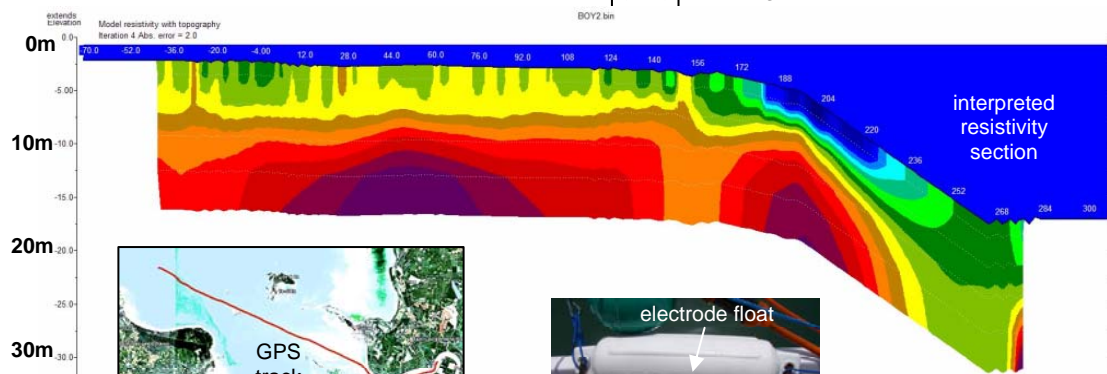 extends
Elevation
Model resistivity with topography
Iteration 4 Abs. error = 2.0
BOY2.bin
0m
0.0
-70.0 -52.0 -36.0 -20.0 -4.00 12.0 28.0 44.0 60.0 76.0 92.0 108 124 140 156 172 188 204 220 236 252 268 284 300
-5.00
10m
-10.0
-15.0
20m
-20.0
-25.0
30m
-30.0
interpreted
resistivity
section
GPS
track
electrode float